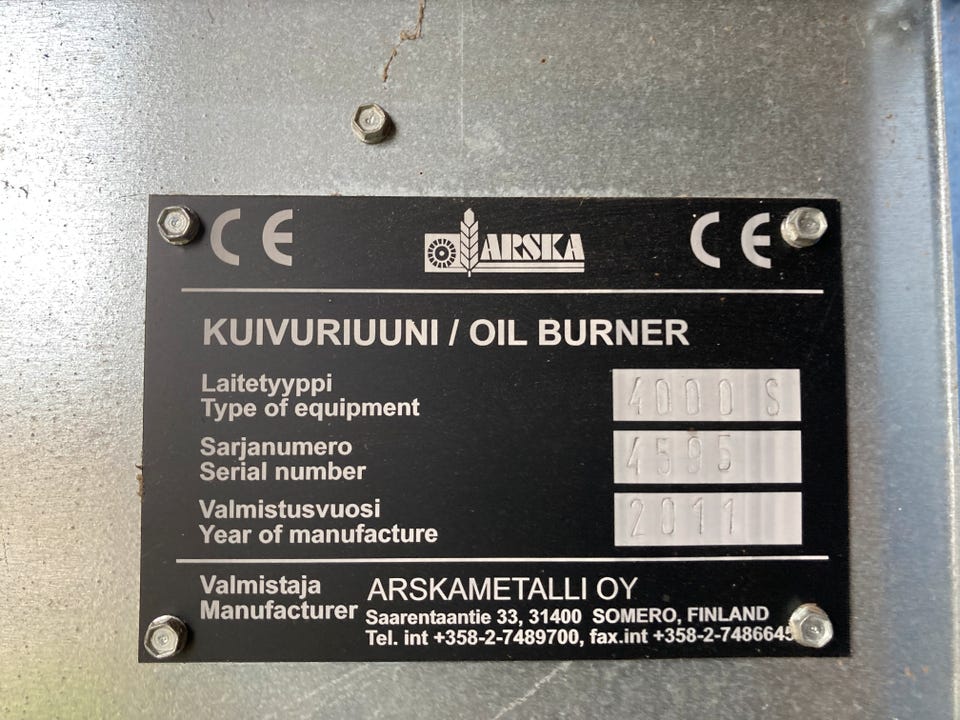 CE ARSKA CE
KUIVURIUUNI / OIL BURNER
Laitetyyppi
Type of equipment 4000 S
Sarjanumero
Serial number 4595
Valmistusvuosi
Year of manufacture 2011
Valmistaja ARSKAMETALLI OY
Manufacturer Saarentaantie 33, 31400 SOMERO, FINLAND
Tel. int +358-2-7489700, fax.int +358-2-7486645